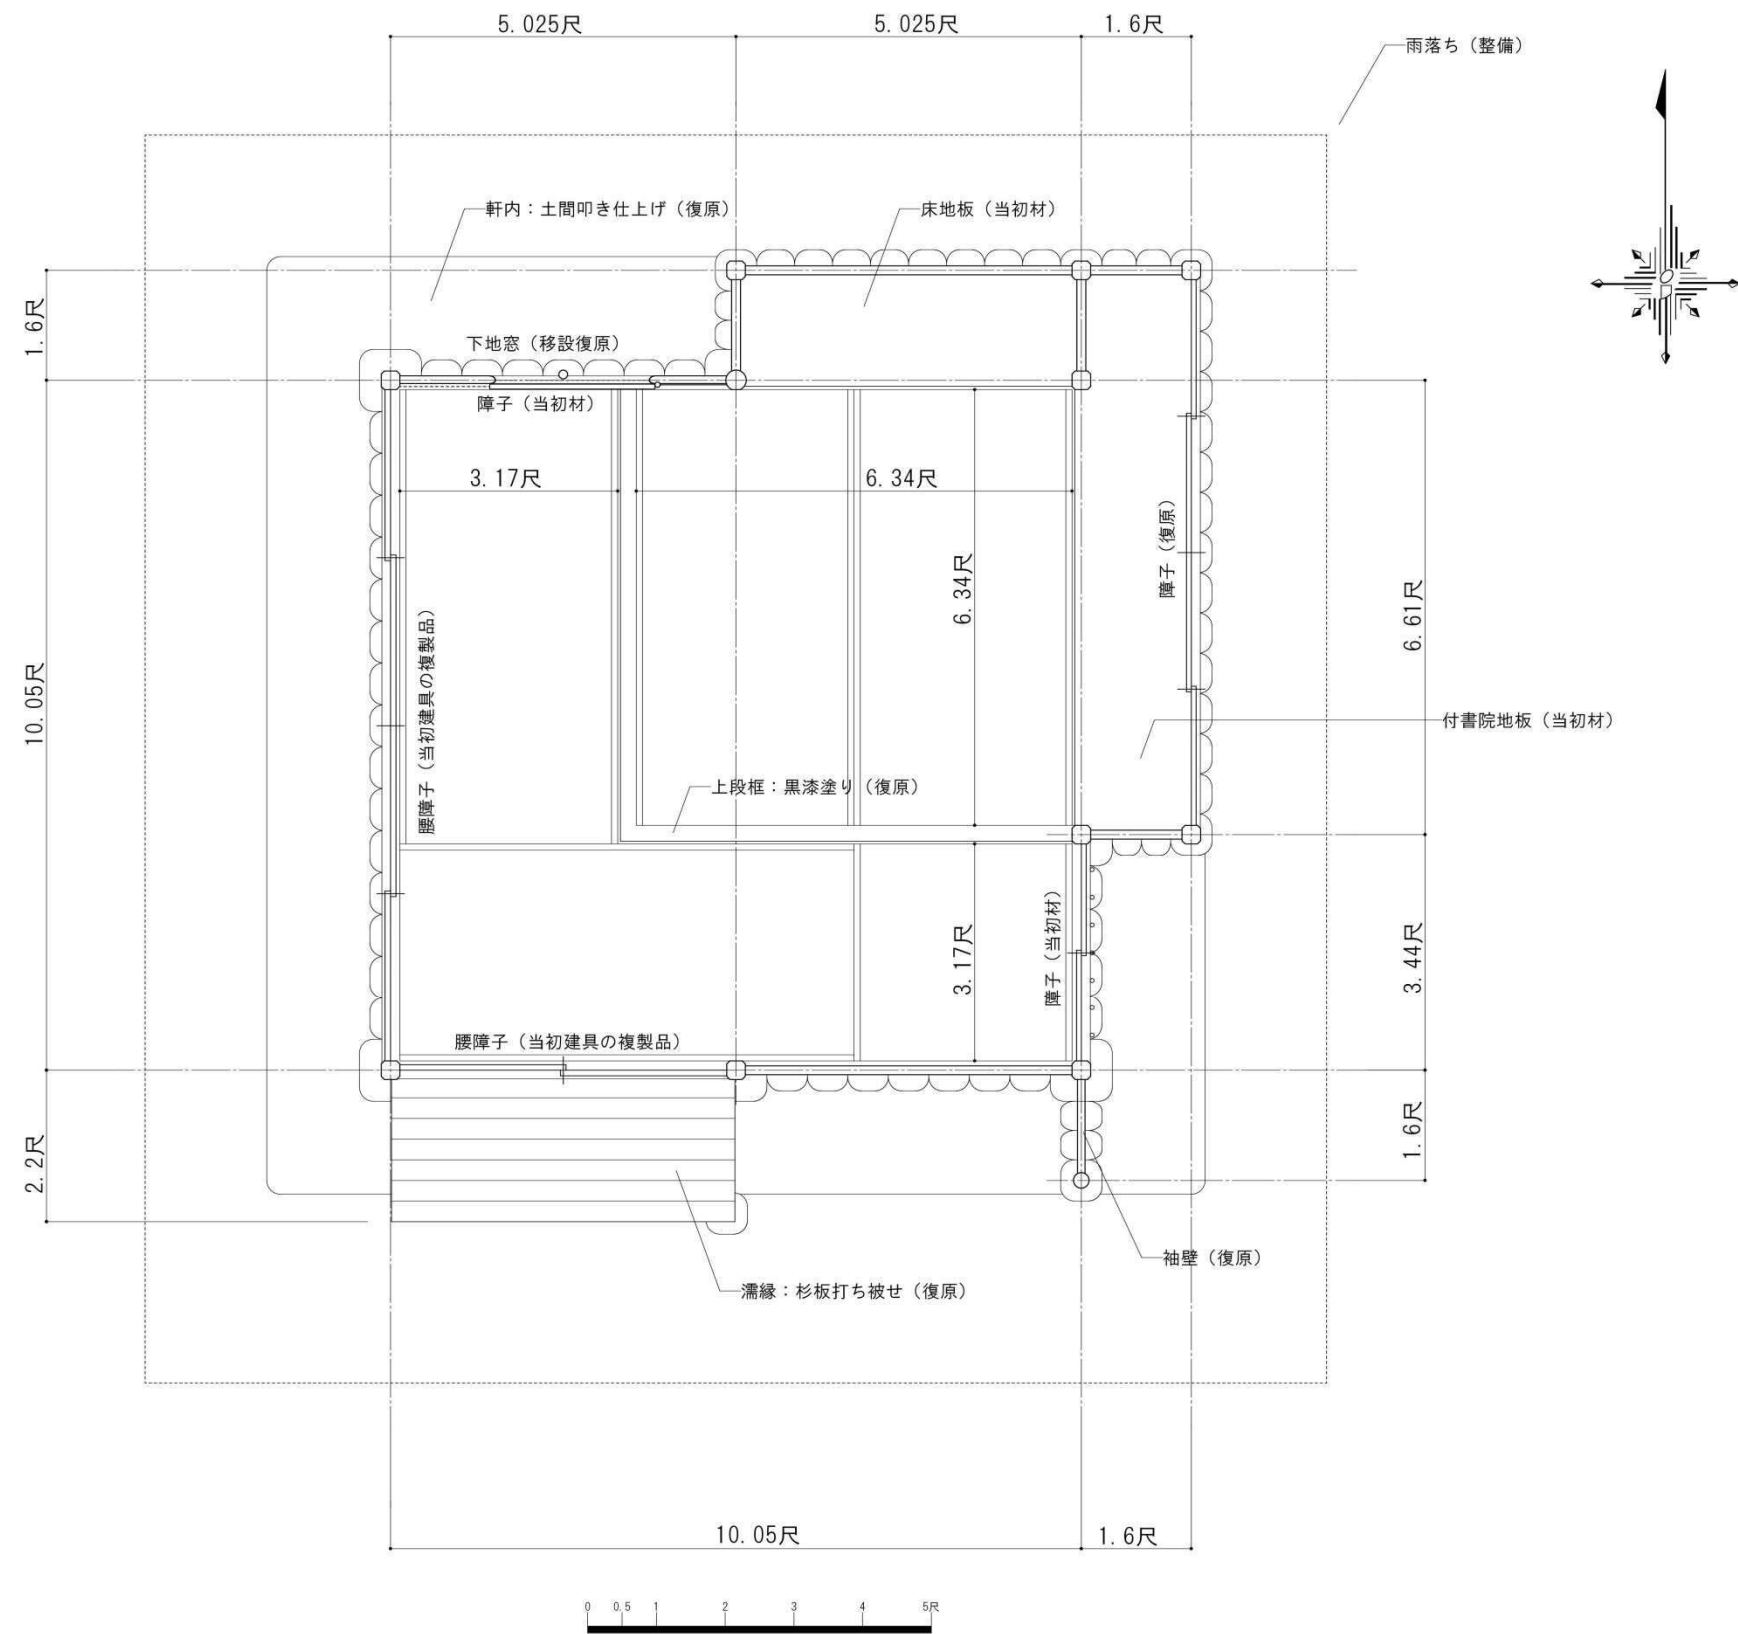 5.025尺
5.025尺
1.6尺
雨落ち（整備）
軒内：土間叩き仕上げ（復原）
床地板（当初材）
1.6尺
下地窓（移設復原）
障子（当初材）
3.17尺
6.34尺
障子（復原）
6.34尺
6.61尺
10.05尺
腰障子（当初建具の複製品）
付書院地板（当初材）
上段框：黒漆塗り（復原）
障子（当初材）
3.17尺
3.44尺
腰障子（当初建具の複製品）
2.2尺
1.6尺
袖壁（復原）
濡縁：杉板打ち被せ（復原）
10.05尺
1.6尺
0 0.5 1 2 3 4 5尺